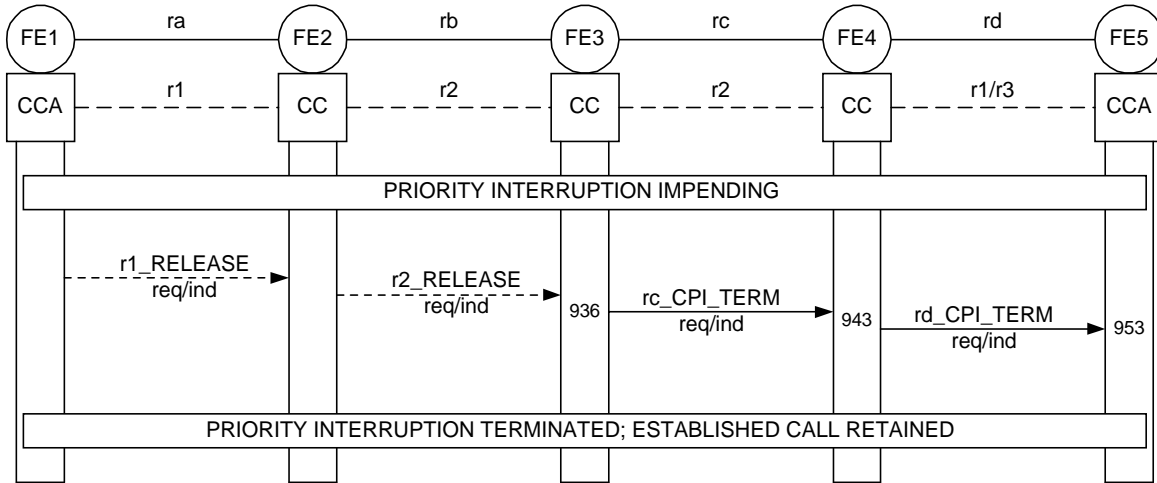 ra rb rc rd
FE1 FE2 FE3 FE4 FE5
r1 r2 r2 r1/r3
CCA CC CC CC CCA
PRIORITY INTERRUPTION IMPENDING
r1_RELEASE
req/ind
r2_RELEASE
req/ind
936
rc_CPI_TERM
req/ind
943
rd_CPI_TERM
req/ind
953
PRIORITY INTERRUPTION TERMINATED; ESTABLISHED CALL RETAINED